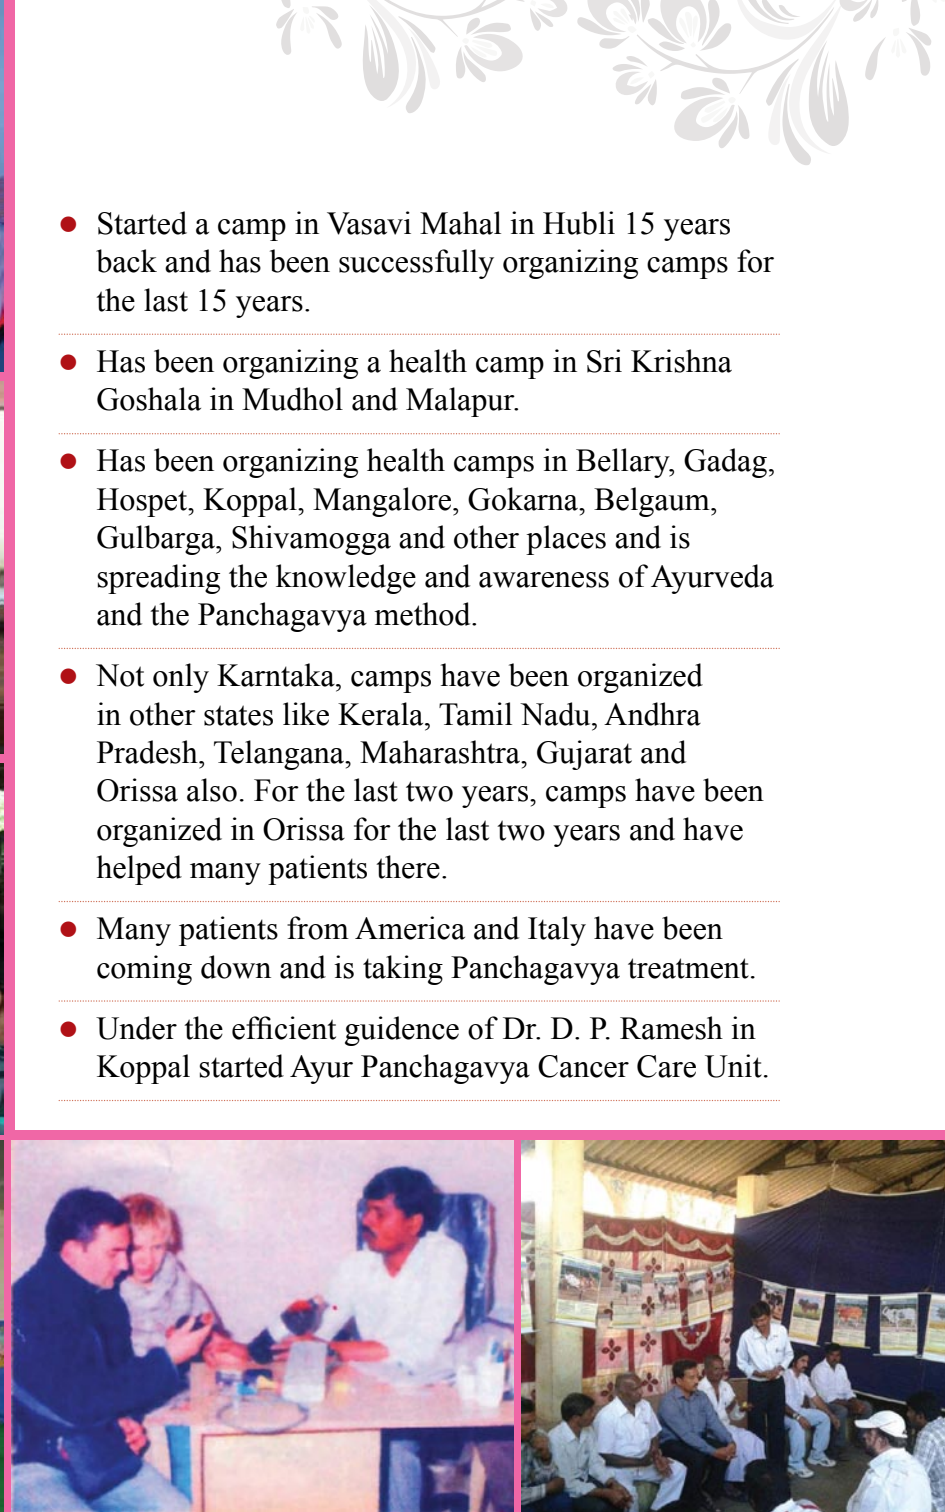 ● Started a camp in Vasavi Mahal in Hubli 15 years
back and has been successfully organizing camps for
the last 15 years.
● Has been organizing a health camp in Sri Krishna
Goshala in Mudhol and Malapur.
● Has been organizing health camps in Bellary, Gadag,
Hospet, Koppal, Mangalore, Gokarna, Belgaum,
Gulbarga, Shivamogga and other places and is
spreading the knowledge and awareness of Ayurveda
and the Panchagavya method.
● Not only Karntaka, camps have been organized
in other states like Kerala, Tamil Nadu, Andhra
Pradesh, Telangana, Maharashtra, Gujarat and
Orissa also. For the last two years, camps have been
organized in Orissa for the last two years and have
helped many patients there.
● Many patients from America and Italy have been
coming down and is taking Panchagavya treatment.
● Under the efficient guidence of Dr. D. P. Ramesh in
Koppal started Ayur Panchagavya Cancer Care Unit.